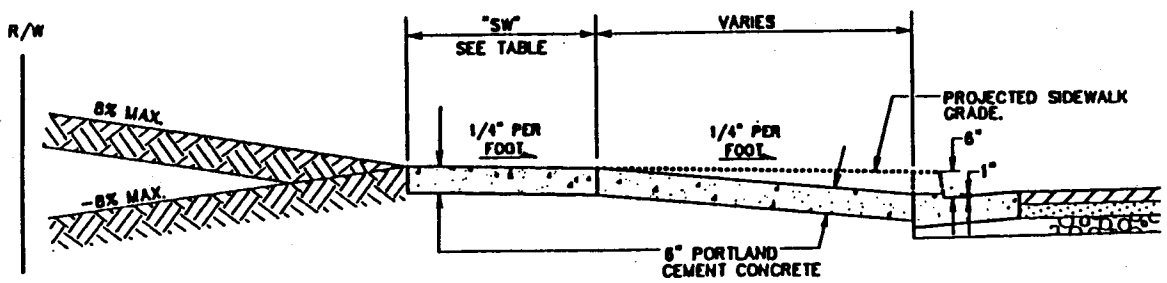 R/W
"SW"
SEE TABLE
VARIES
8% MAX.
1/4" PER
FOOT
1/4" PER
FOOT
PROJECTED SIDEWALK
GRADE.
6"
1"
-8% MAX.
6" PORTLAND
CEMENT CONCRETE